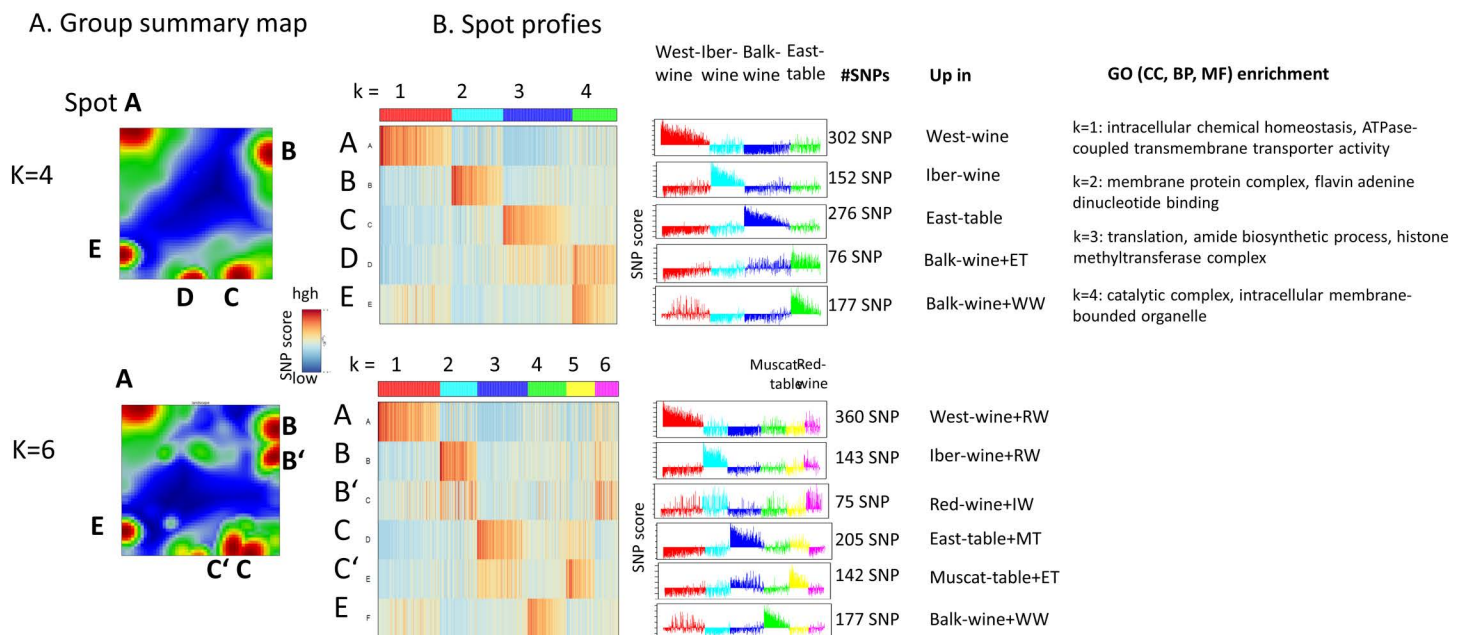 A. Group summary map
B. Spot profies
West- Iber- Balk- East-
wine wine wine table
#SNPs
Up in
GO (CC, BP, MF) enrichment
Spot A
K=4
B
E
D C
k = 1 2 3 4
A A
B B
C C
D D
E E
SNP score
302 SNP West-wine
152 SNP Iber-wine
276 SNP East-table
76 SNP Balk-wine+ET
177 SNP Balk-wine+WW
k=1: intracellular chemical homeostasis, ATPase-
coupled transmembrane transporter activity
k=2: membrane protein complex, flavin adenine
dinucleotide binding
k=3: translation, amide biosynthetic process, histone
methyltransferase complex
k=4: catalytic complex, intracellular membrane-
bounded organelle
hgh
SNP score
low
A
K=6
B
B‘
E
C‘ C
k = 1 2 3 4 5 6
A A
B B
B‘ C
C D
C‘ E
E F
Muscat- Red-
table wine
SNP score
360 SNP West-wine+RW
143 SNP Iber-wine+RW
75 SNP Red-wine+IW
205 SNP East-table+MT
142 SNP Muscat-table+ET
177 SNP Balk-wine+WW